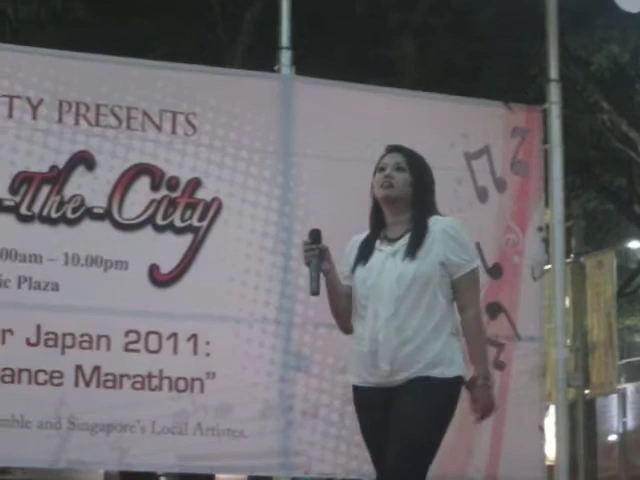 TY PRESENTS
-The-City
00am – 10.00pm
ic Plaza
r Japan 2011:
ance Marathon”
mble and Singapore's Local Artistes.